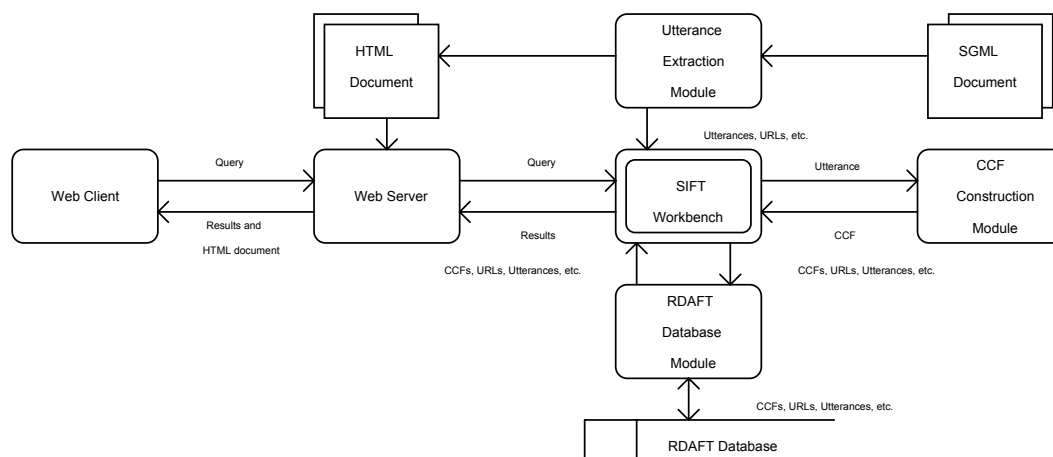 HTML
Document
Utterance
Extraction
Module
SGML
Document
Utterances, URLs, etc.
Web Client
Query
Results and
HTML document
Web Server
Query
Results
SIFT
Workbench
Utterance
CCF
CCF
Construction
Module
CCFs, URLs, Utterances, etc.
CCFs, URLs, Utterances, etc.
RDAFT
Database
Module
CCFs, URLs, Utterances, etc.
RDAFT Database